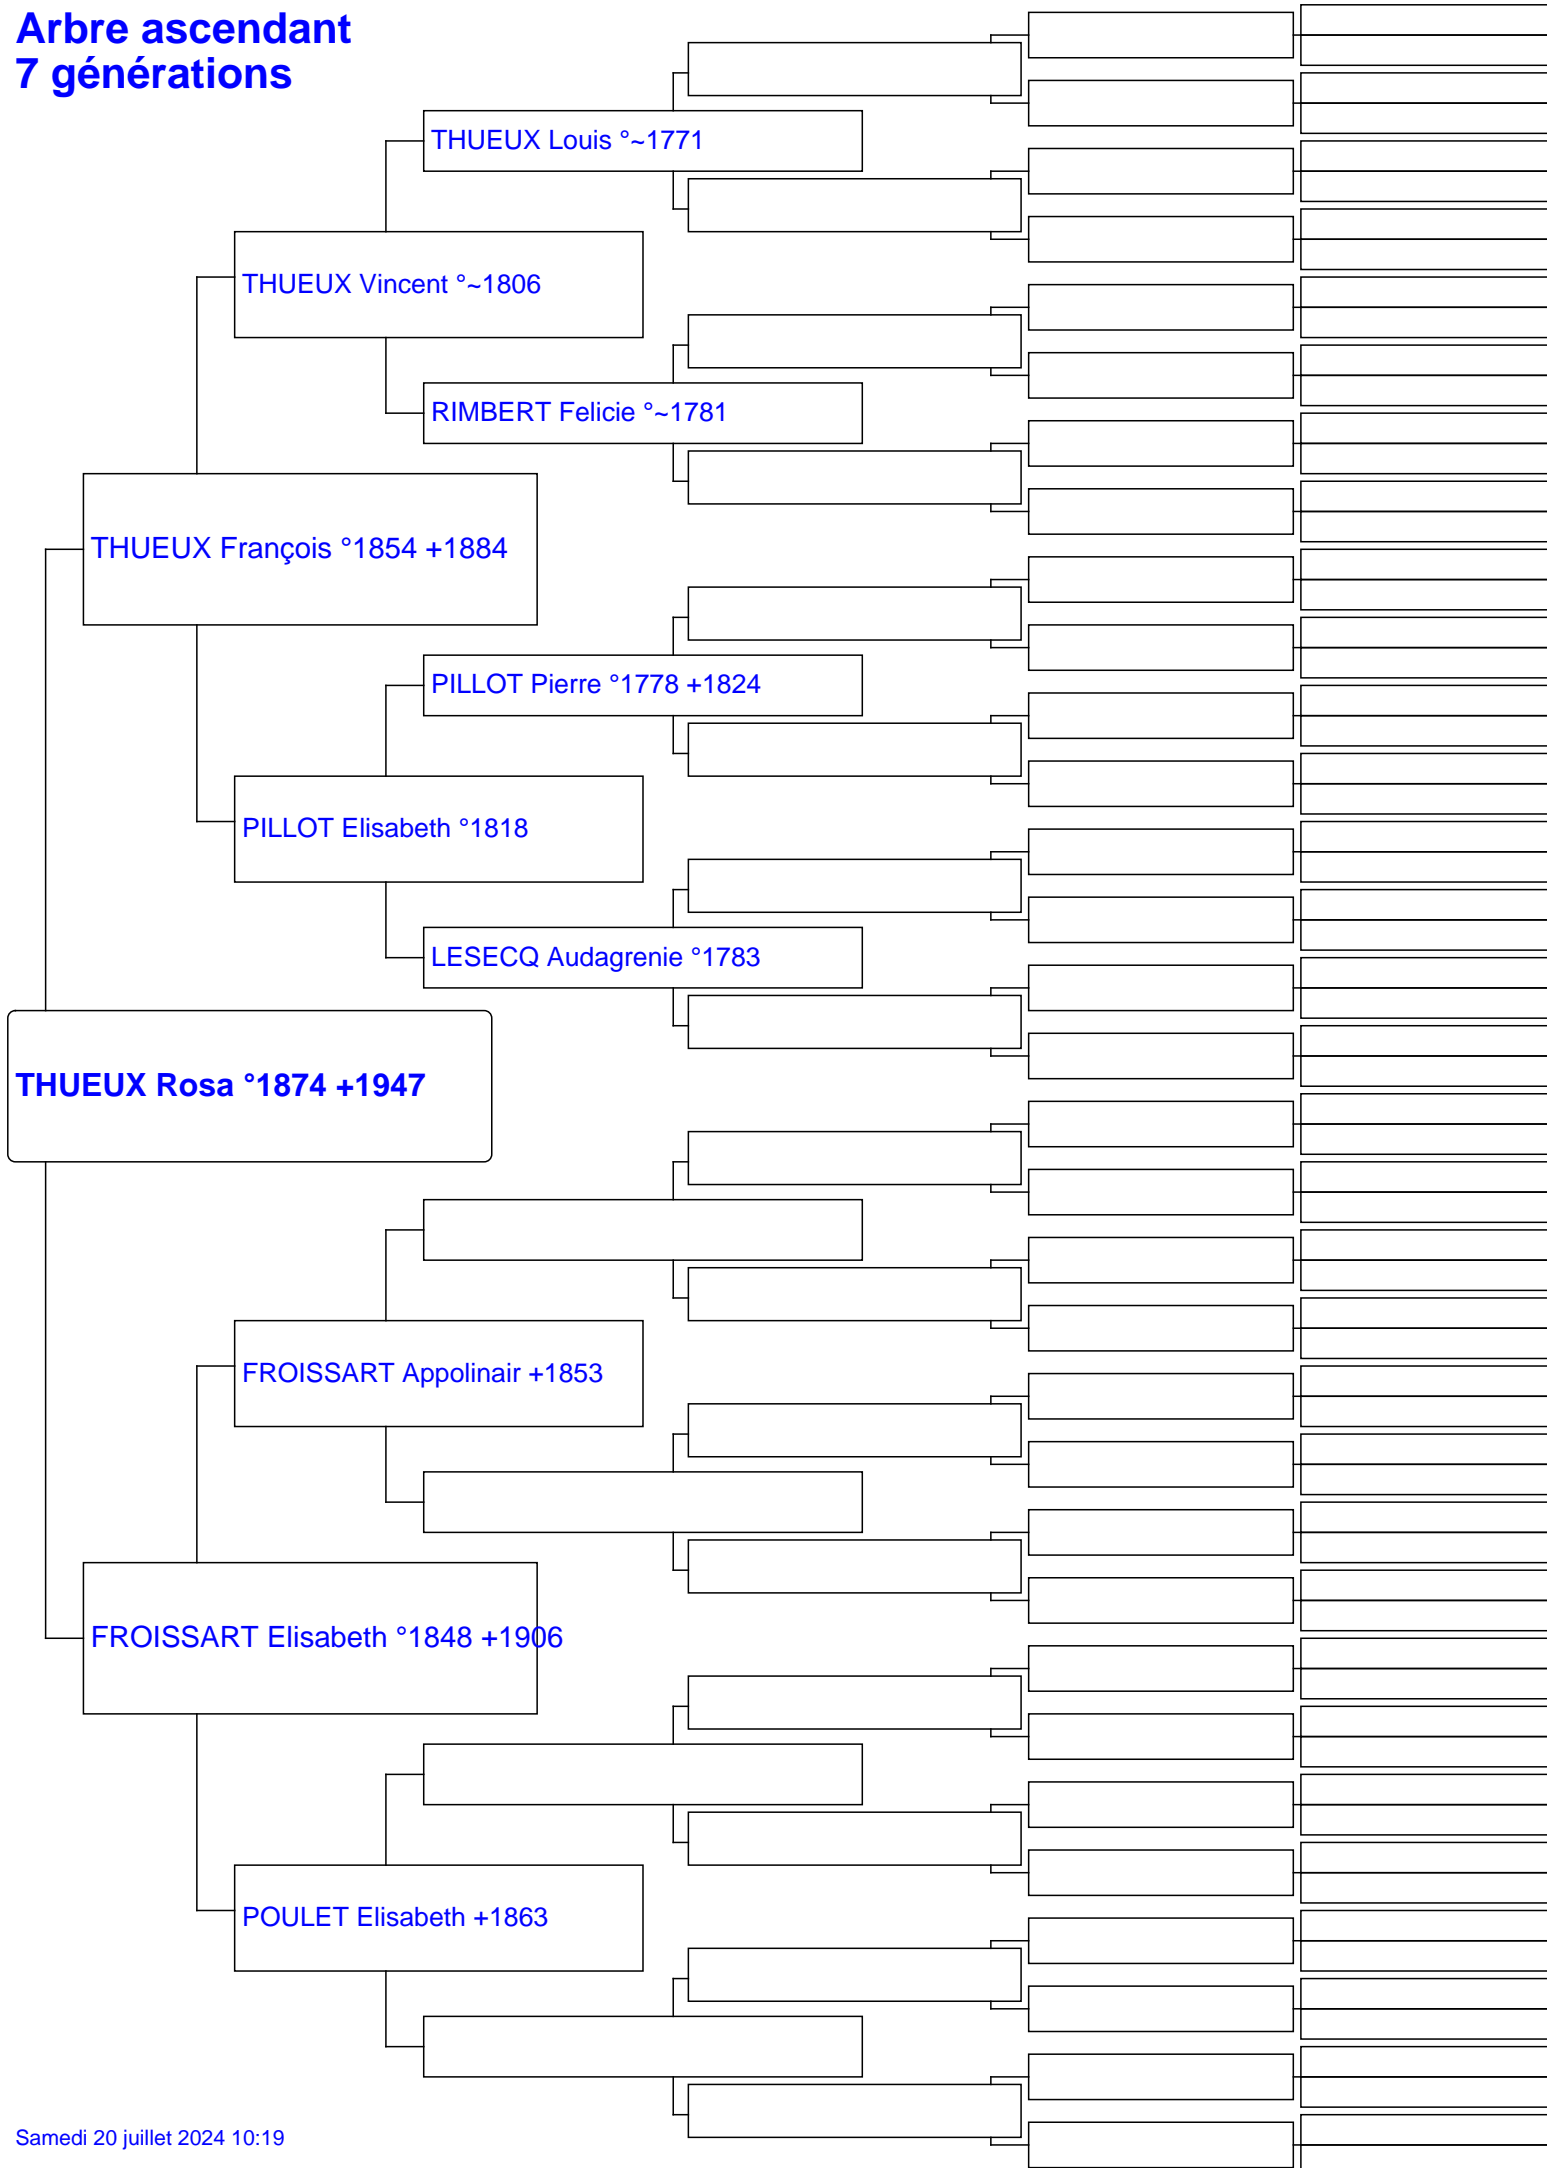 Arbre ascendant
7 générations
THUEUX Louis °~1771
THUEUX Vincent °~1806
RIMBERT Felicie °~1781
THUEUX François °1854 +1884
PILLOT Pierre °1778 +1824
PILLOT Elisabeth °1818
LESECQ Audagrenie °1783
THUEUX Rosa °1874 +1947
FROISSART Appolinair +1853
FROISSART Elisabeth °1848 +1906
POULET Elisabeth +1863
Samedi 20 juillet 2024 10:19